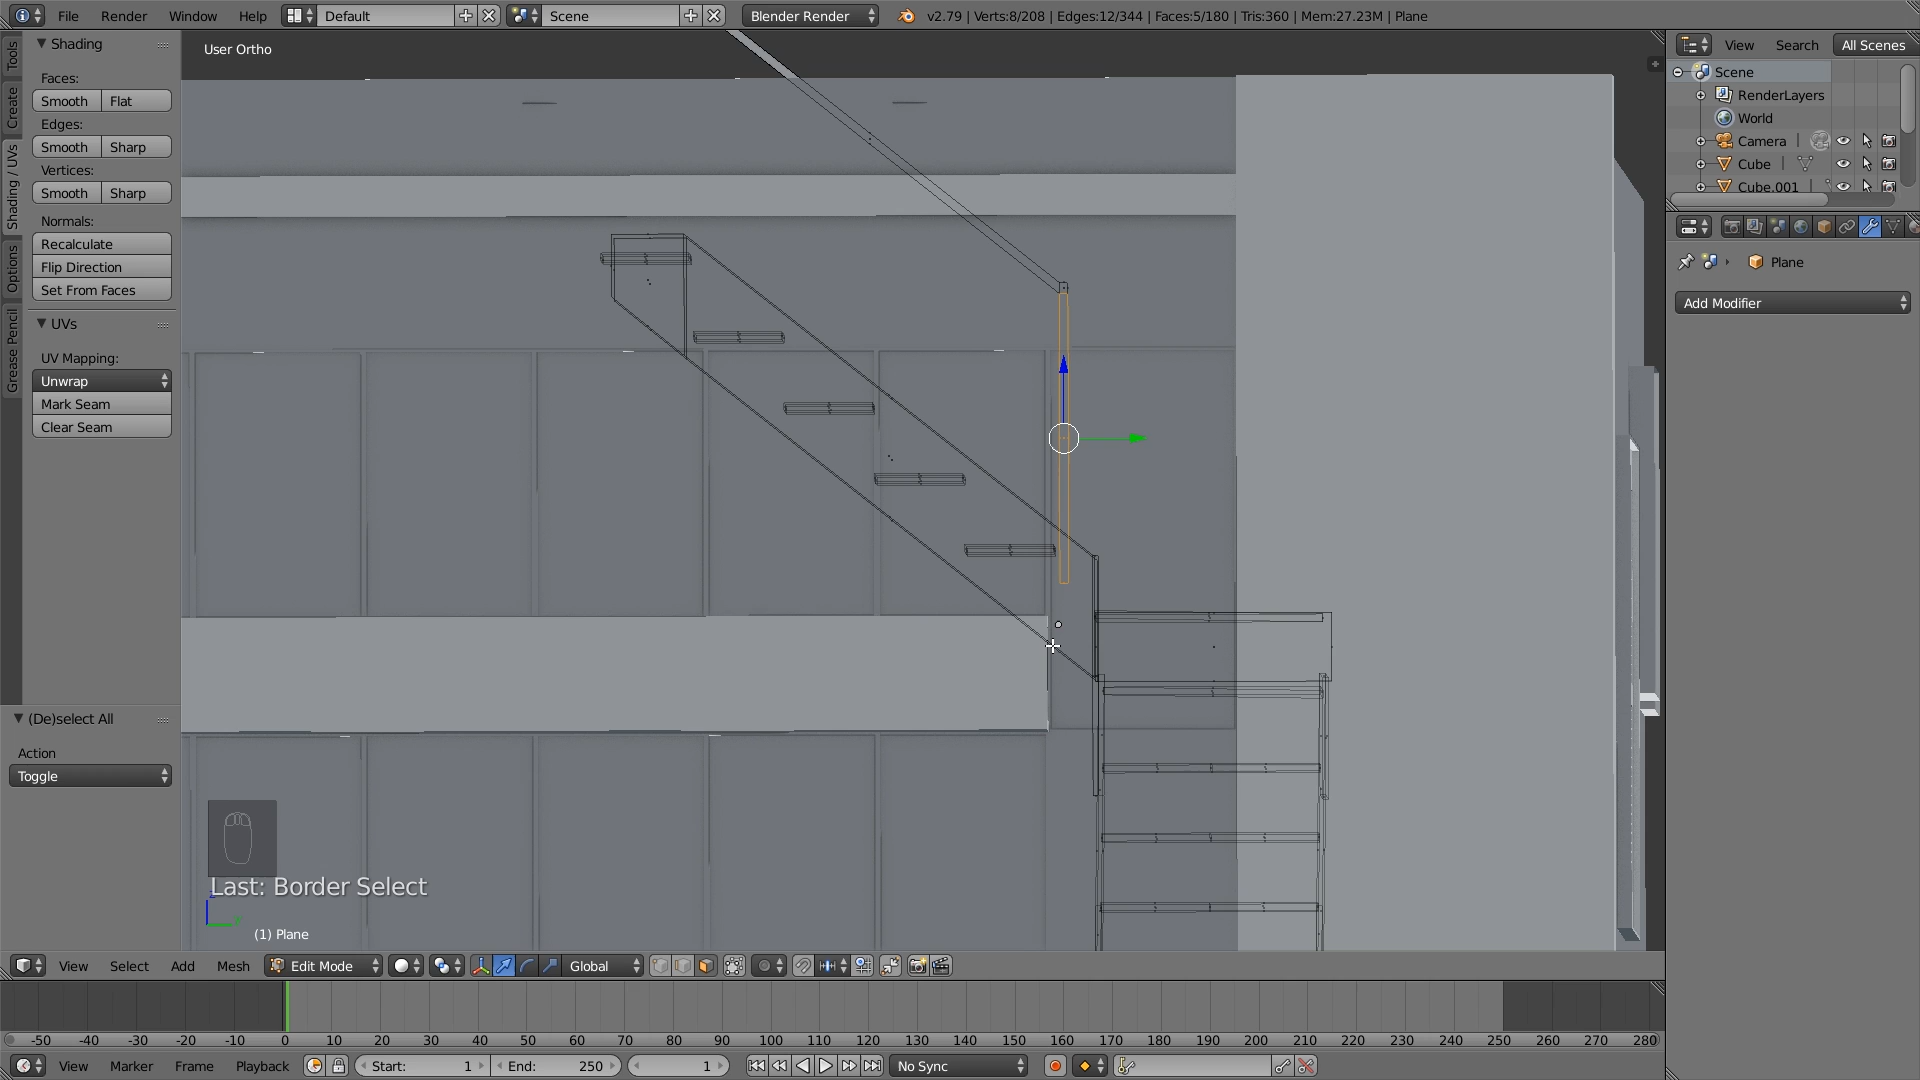 File Render Window Help Default Scene Blender Render v2.79 | Verts:8/208 | Edges:12/344 | Faces:5/180 | Tris:360 | Mem:27.23M | Plane
Tools
Create
Shading / UVs
Options
Grease Pencil
Shading
Faces:
Smooth Flat
Edges:
Smooth Sharp
Vertices:
Smooth Sharp
Normals:
Recalculate
Flip Direction
Set From Faces
UVs
UV Mapping:
Unwrap
Mark Seam
Clear Seam
(De)select All
Action
Toggle
User Ortho
Last: Border Select
(1) Plane
View Search All Scenes
Scene
RenderLayers
World
Camera
Cube
Cube.001
Plane
Add Modifier
View Select Add Mesh Edit Mode Global
-50 -40 -30 -20 -10 0 10 20 30 40 50 60 70 80 90 100 110 120 130 140 150 160 170 180 190 200 210 220 230 240 250 260 270 280
View Marker Frame Playback Start: 1 End: 250 1 No Sync